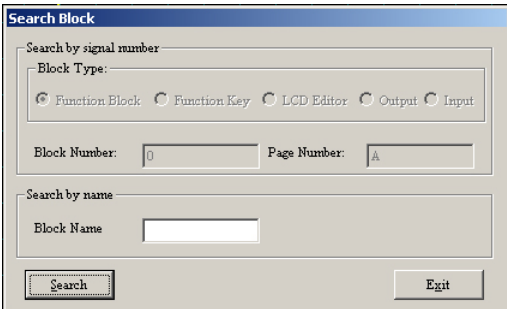 Search Block
Search by signal number
Block Type:
Function Block Function Key LCD Editor Output Input
Block Number: 0 Page Number: A
Search by name
Block Name
Search Exit